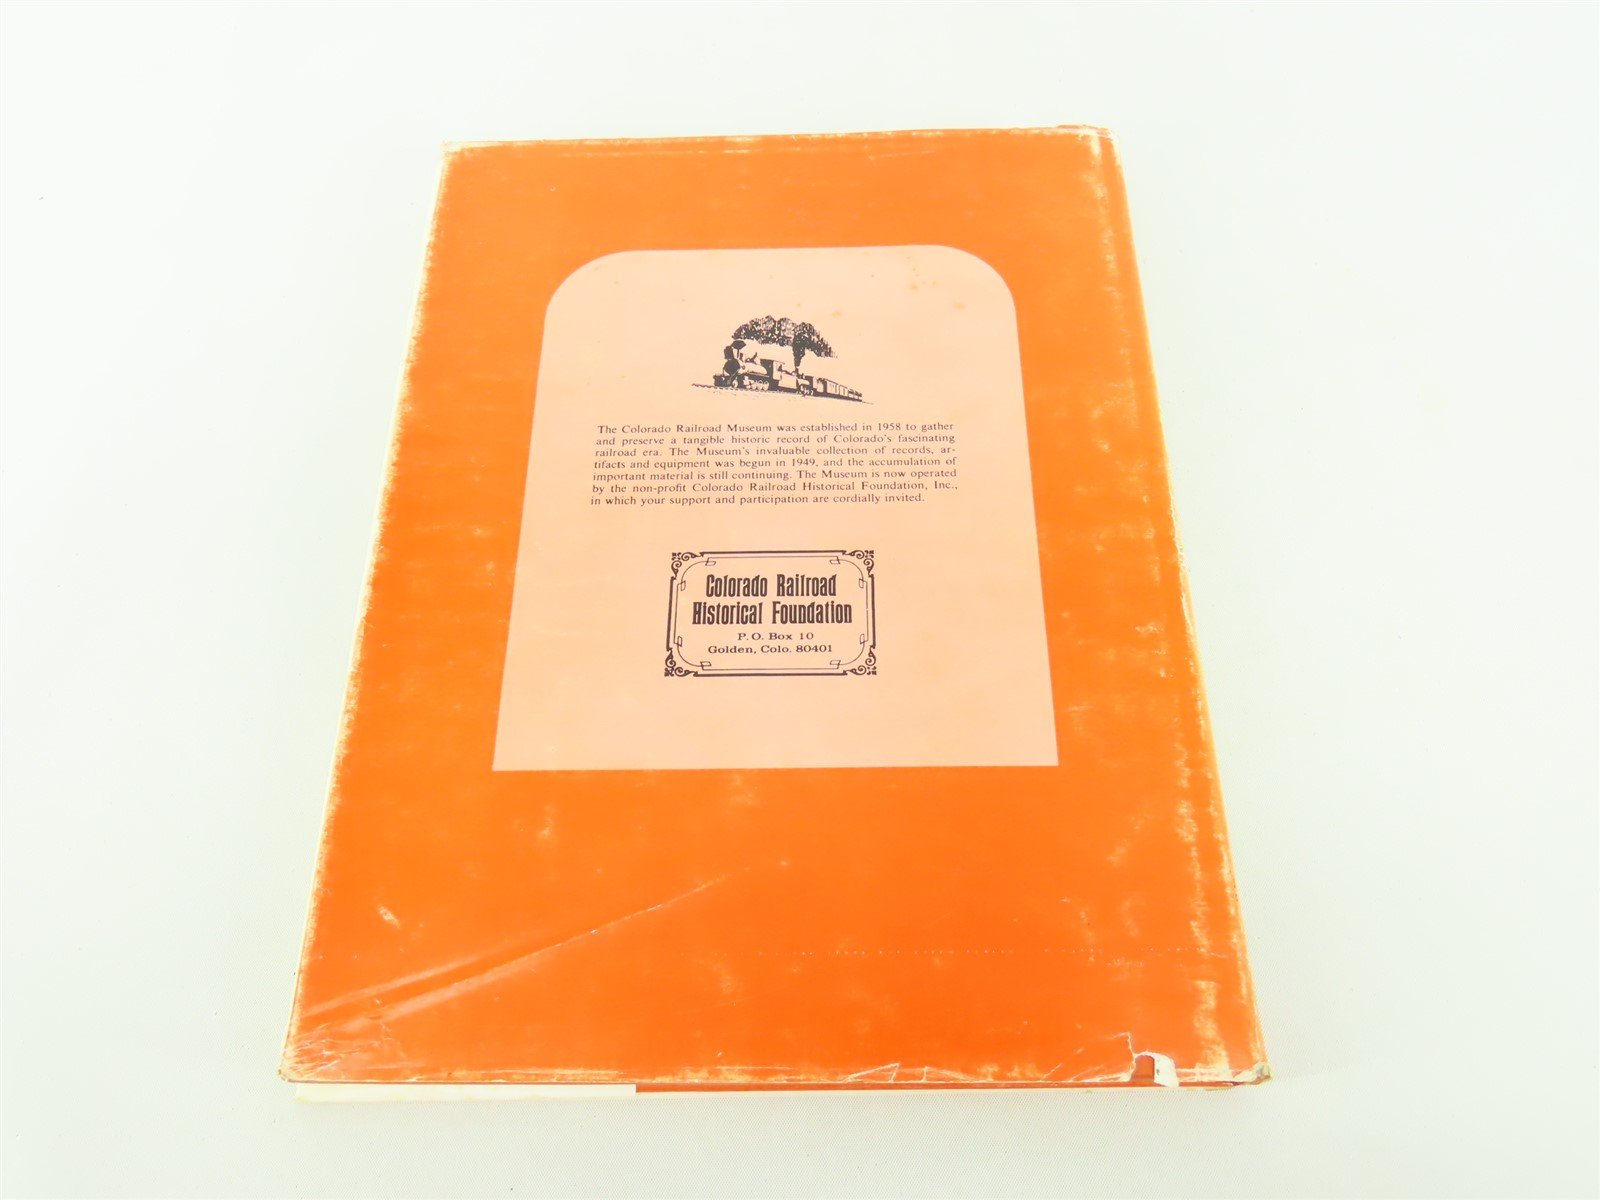 The Colorado Railroad Museum was established in 1958 to gather
and preserve a tangible historic record of Colorado's fascinating
railroad era. The Museum's invaluable collection of records, ar-
tifacts and equipment was begun in 1949, and the accumulation of
important material is still continuing. The Museum is now operated
by the non-profit Colorado Railroad Historical Foundation, Inc.,
in which your support and participation are cordially invited.
Colorado Railroad
Historical Foundation
P. O. Box 10
Golden, Colo. 80401